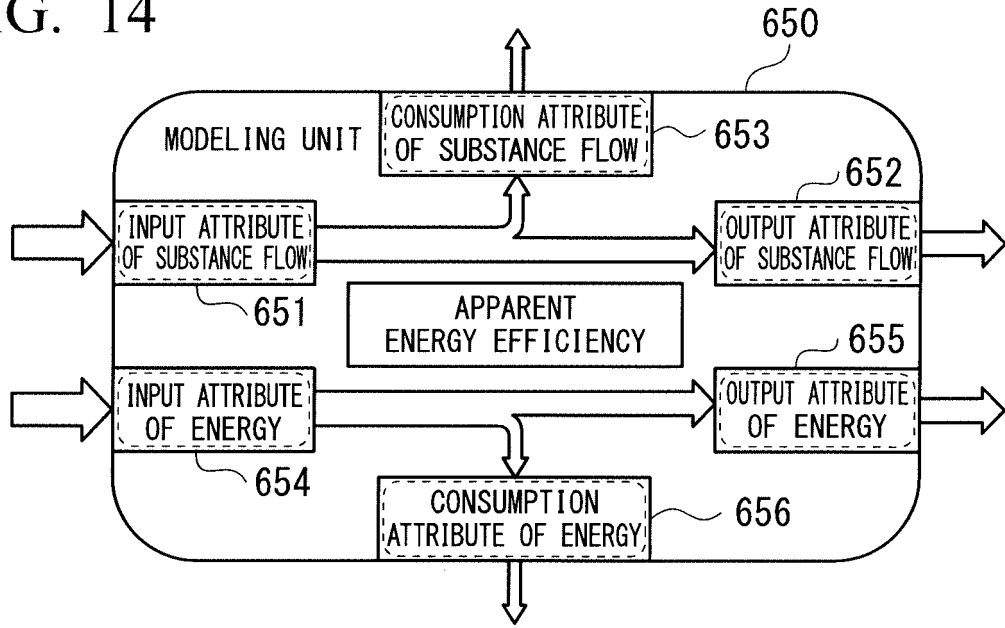 FIG. 14
650
MODELING UNIT
CONSUMPTION ATTRIBUTE
OF SUBSTANCE FLOW
653
652
INPUT ATTRIBUTE
OF SUBSTANCE FLOW
651
OUTPUT ATTRIBUTE
OF SUBSTANCE FLOW
APPARENT
ENERGY EFFICIENCY
655
INPUT ATTRIBUTE
OF ENERGY
654
OUTPUT ATTRIBUTE
OF ENERGY
CONSUMPTION
ATTRIBUTE OF ENERGY
656